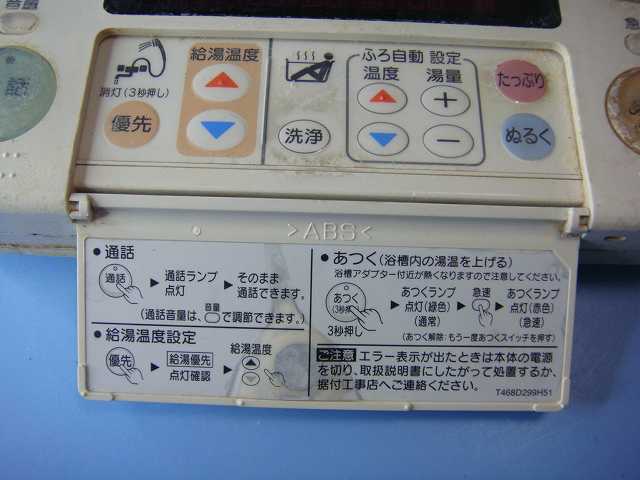 音量
通話
消灯(3秒押し)
優先
給湯温度
洗浄
ふろ自動 設定
温度 湯量
たっぷり
ぬるく
>ABS<
●通話
通話 ▶ 通話ランプ点灯 ▶ そのまま通話できます。
(通話音量は、音量で調節できます。)
●給湯温度設定
優先 ▶ 給湯優先 点灯確認 ▶ 給湯温度
●あつく(浴槽内の湯温を上げる)
浴槽アダプター付近が熱くなりますので注意してください。
あつく(3秒押し) ▶ あつくランプ点灯(緑色)(通常) ▶ 急速 ▶ あつくランプ点灯(赤色)(急速)
3秒押し
(あつく解除:もう一度あつくスイッチを押す)
ご注意 エラー表示が出たときは本体の電源
を切り、取扱説明書にしたがって処置するか、
据付工事店へご連絡ください。
T468D299H51